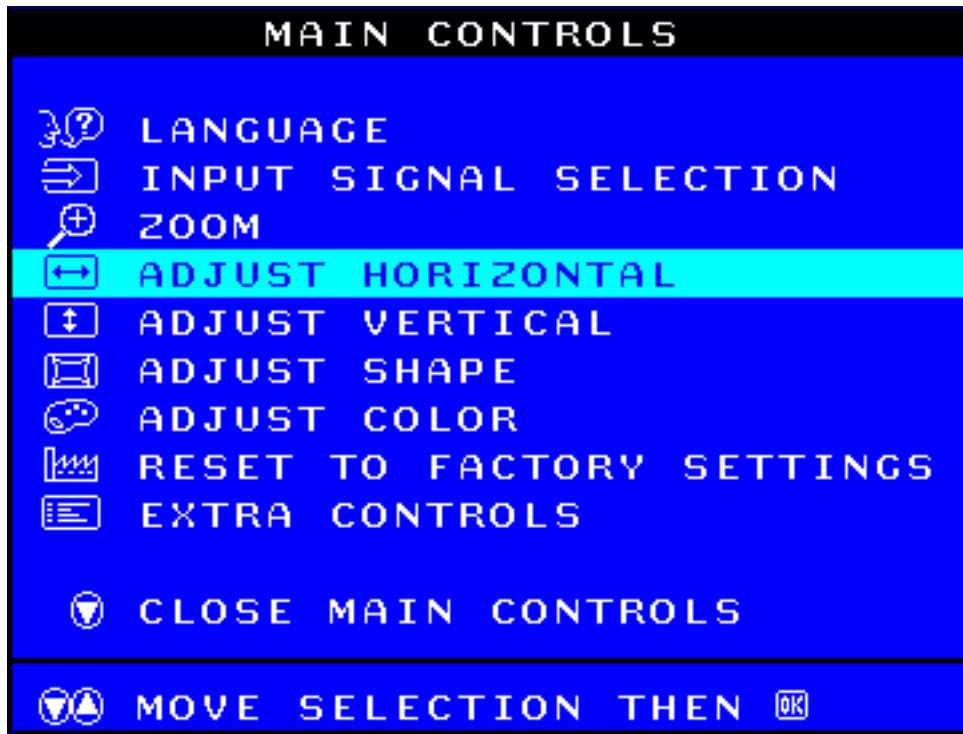 MAIN CONTROLS
LANGUAGE
INPUT SIGNAL SELECTION
ZOOM
ADJUST HORIZONTAL
ADJUST VERTICAL
ADJUST SHAPE
ADJUST COLOR
RESET TO FACTORY SETTINGS
EXTRA CONTROLS
CLOSE MAIN CONTROLS
MOVE SELECTION THEN OK